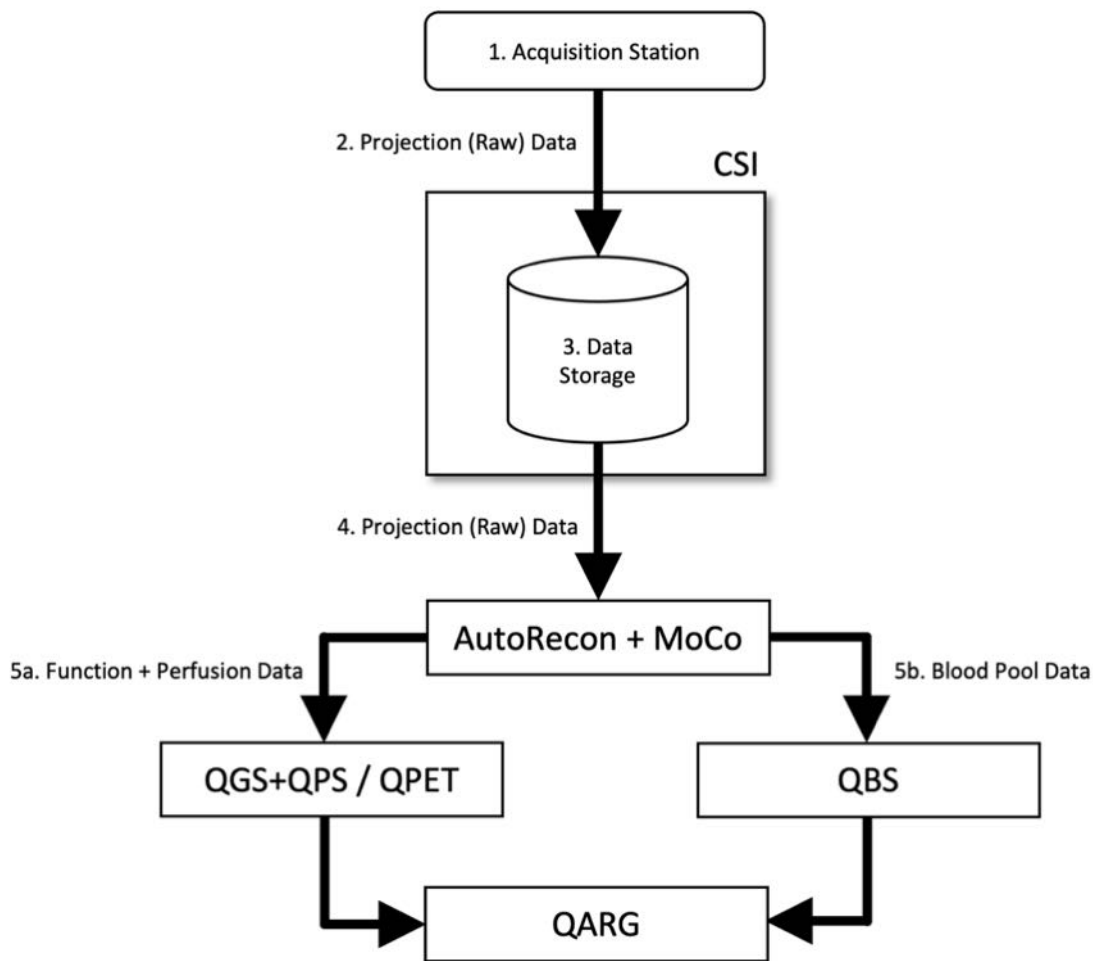 1. Acquisition Station
2. Projection (Raw) Data
CSI
3. Data
Storage
4. Projection (Raw) Data
AutoRecon + MoCo
5a. Function + Perfusion Data
5b. Blood Pool Data
QGS+QPS / QPET
QBS
QARG